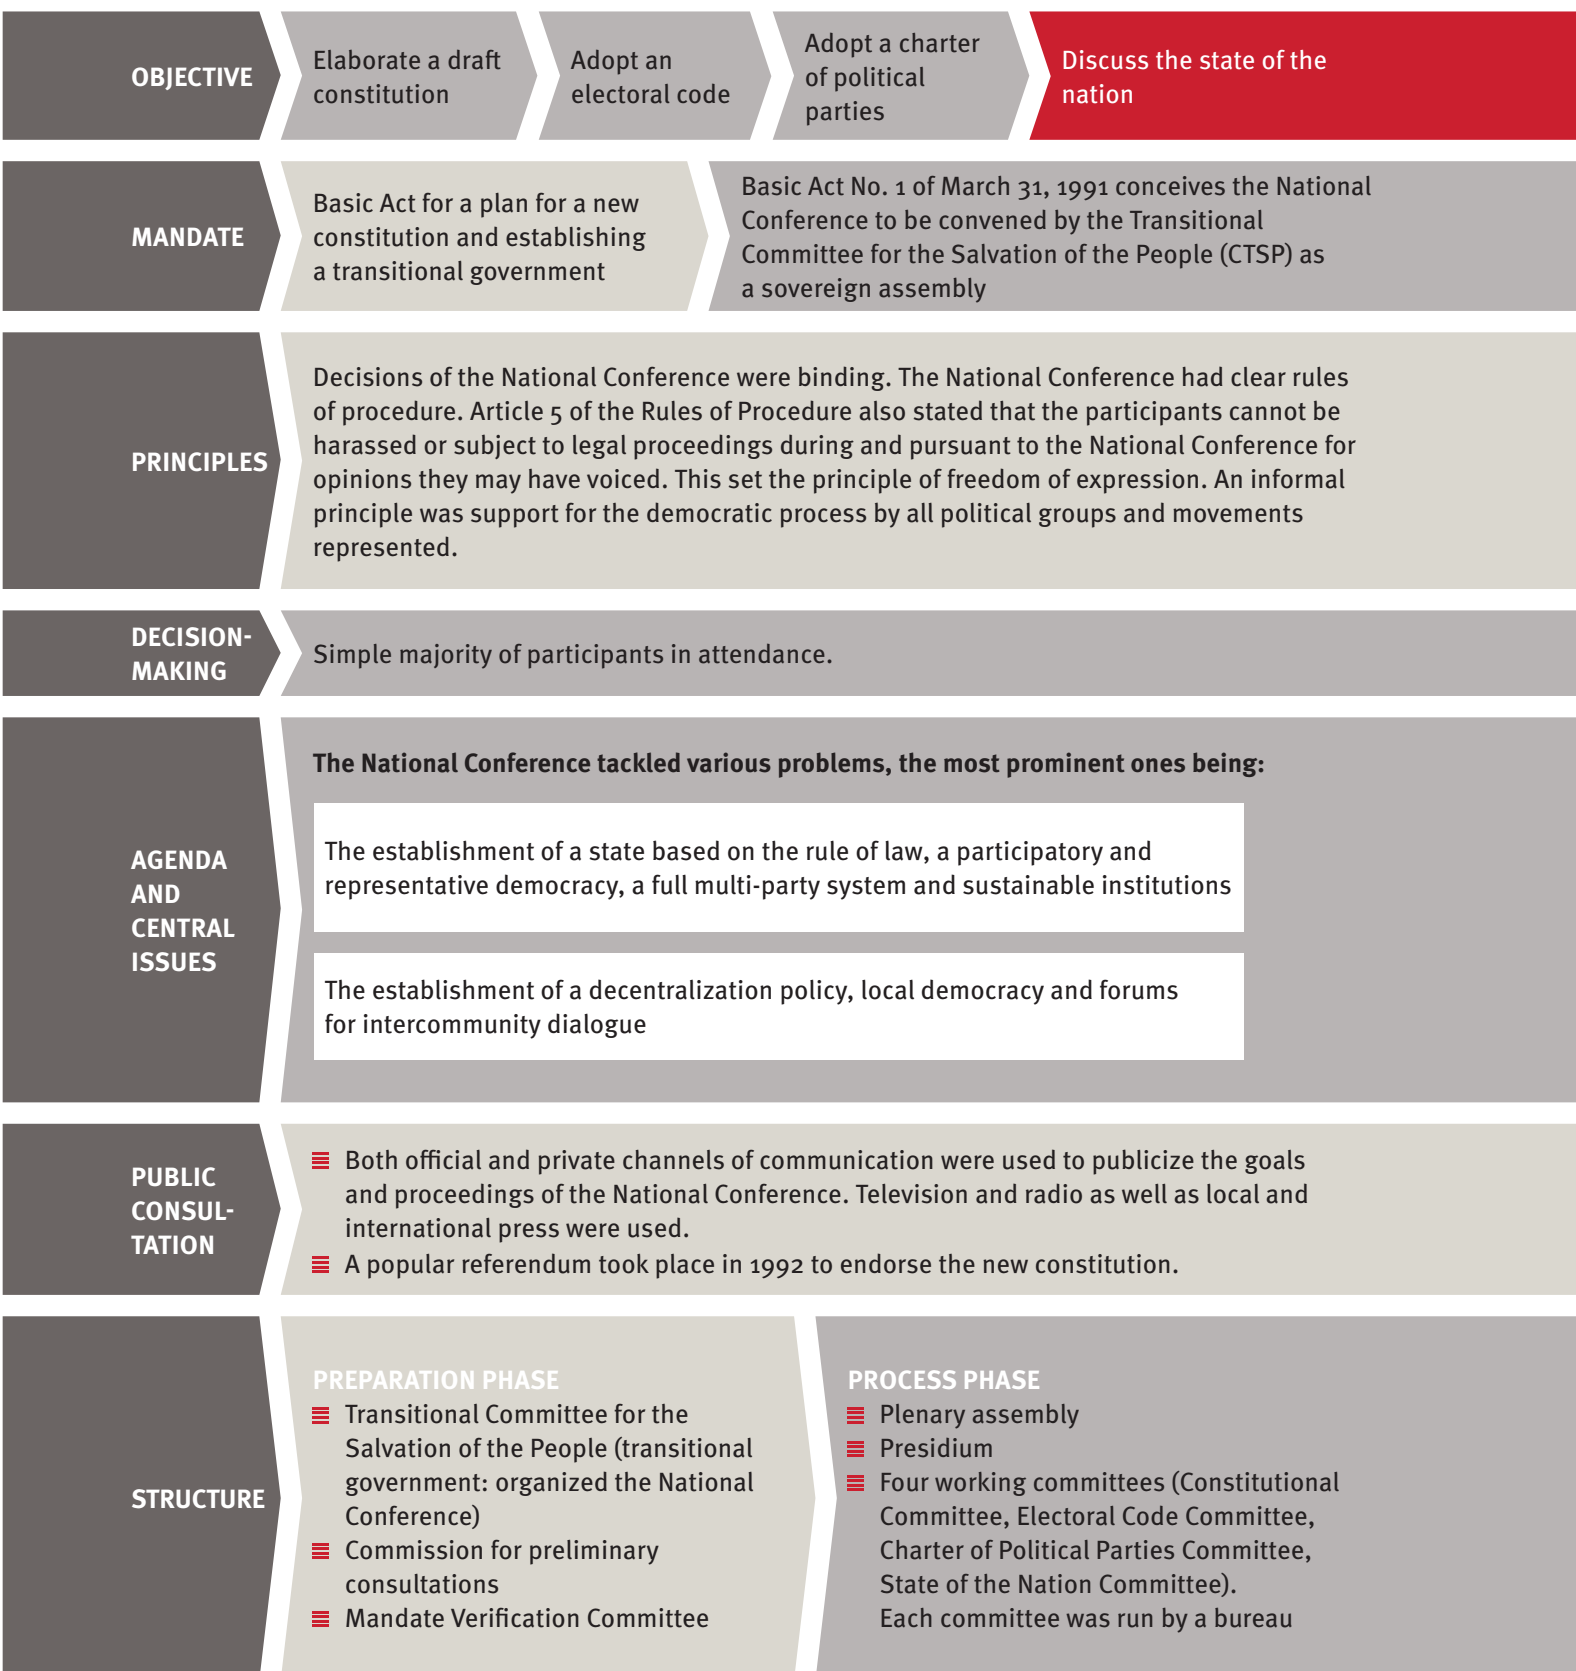 OBJECTIVE
Elaborate a draft
constitution
Adopt an
electoral code
Adopt a charter
of political
parties
Discuss the state of the
nation
MANDATE
Basic Act for a plan for a new
constitution and establishing
a transitional government
Basic Act No. 1 of March 31, 1991 conceives the National
Conference to be convened by the Transitional
Committee for the Salvation of the People (CTSP) as
a sovereign assembly
PRINCIPLES
Decisions of the National Conference were binding. The National Conference had clear rules
of procedure. Article 5 of the Rules of Procedure also stated that the participants cannot be
harassed or subject to legal proceedings during and pursuant to the National Conference for
opinions they may have voiced. This set the principle of freedom of expression. An informal
principle was support for the democratic process by all political groups and movements
represented.
DECISION-
MAKING
Simple majority of participants in attendance.
AGENDA
AND
CENTRAL
ISSUES
The National Conference tackled various problems, the most prominent ones being:
The establishment of a state based on the rule of law, a participatory and
representative democracy, a full multi-party system and sustainable institutions
The establishment of a decentralization policy, local democracy and forums
for intercommunity dialogue
PUBLIC
CONSUL-
TATION
Both official and private channels of communication were used to publicize the goals
and proceedings of the National Conference. Television and radio as well as local and
international press were used.
A popular referendum took place in 1992 to endorse the new constitution.
STRUCTURE
PREPARATION PHASE
Transitional Committee for the
Salvation of the People (transitional
government: organized the National
Conference)
Commission for preliminary
consultations
Mandate Verification Committee
PROCESS PHASE
Plenary assembly
Presidium
Four working committees (Constitutional
Committee, Electoral Code Committee,
Charter of Political Parties Committee,
State of the Nation Committee).
Each committee was run by a bureau